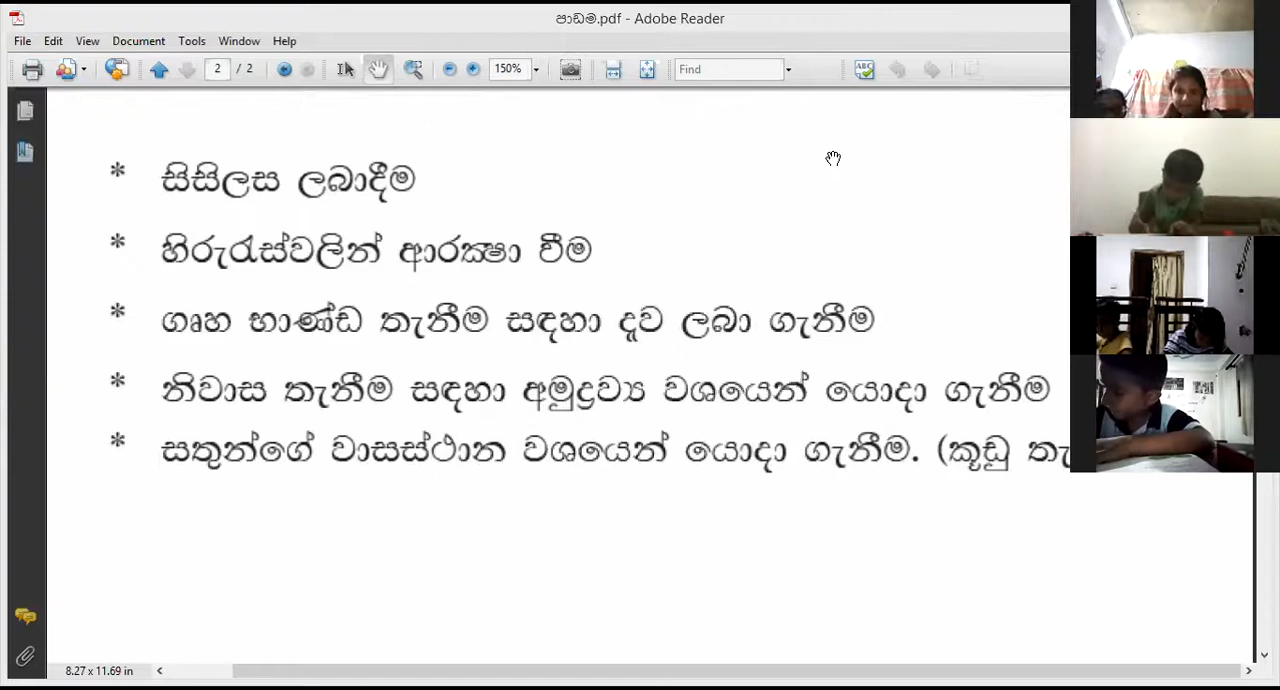 පාඩම.pdf - Adobe Reader
File Edit View Document Tools Window Help
2 / 2 150% Find
* සිසිලස ලබාදීම
* හිරුරැස්වලින් ආරක්‍ෂා වීම
* ගෘහ භාණ්ඩ තැනීම සඳහා දැව ලබා ගැනීම
* නිවාස තැනීම සඳහා අමුද්‍රව්‍ය වශයෙන් යොදා ගැනීම
* සතුන්ගේ වාසස්ථාන වශයෙන් යොදා ගැනීම. (කූඩු තැ
8.27 x 11.69 in